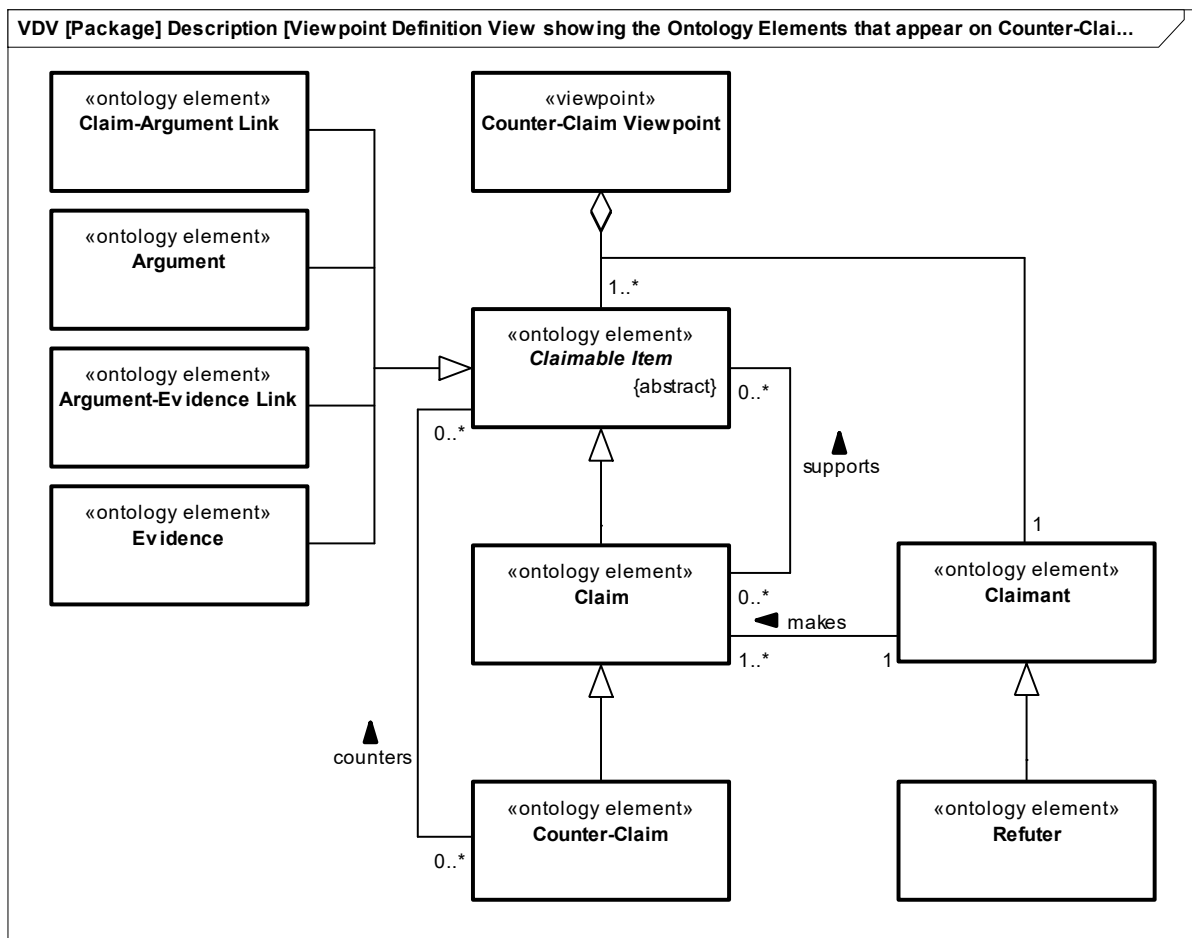 VDV [Package] Description [Viewpoint Definition View showing the Ontology Elements that appear on Counter-Clai...
«ontology element»
Claim-Argument Link
«viewpoint»
Counter-Claim Viewpoint
«ontology element»
Argument
1..*
«ontology element»
Claimable Item
{abstract}
«ontology element»
Argument-Evidence Link
0..*
0..*
supports
«ontology element»
Evidence
1
«ontology element»
Claim
0..*
«ontology element»
Claimant
makes
1..*
1
counters
«ontology element»
Counter-Claim
0..*
«ontology element»
Refuter